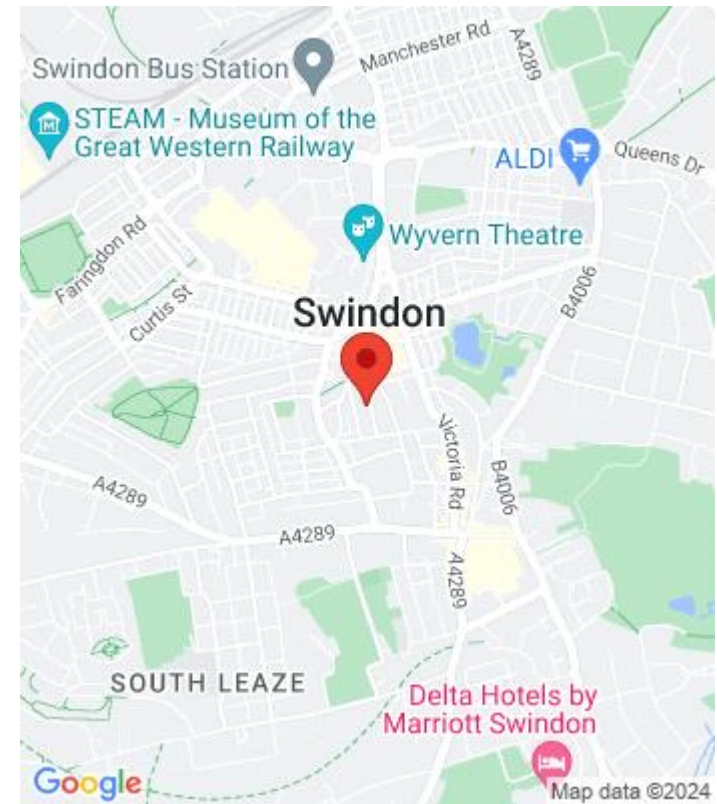 Manchester Rd
A4289
Swindon Bus Station
STEAM - Museum of the
Great Western Railway
ALDI
Queens Dr
Wyvern Theatre
Faringdon Rd
Curtis St
B4006
Swindon
Victoria Rd
B4006
A4289
A4289
A4289
SOUTH LEAZE
Delta Hotels by
Marriott Swindon
Google
Map data ©2024